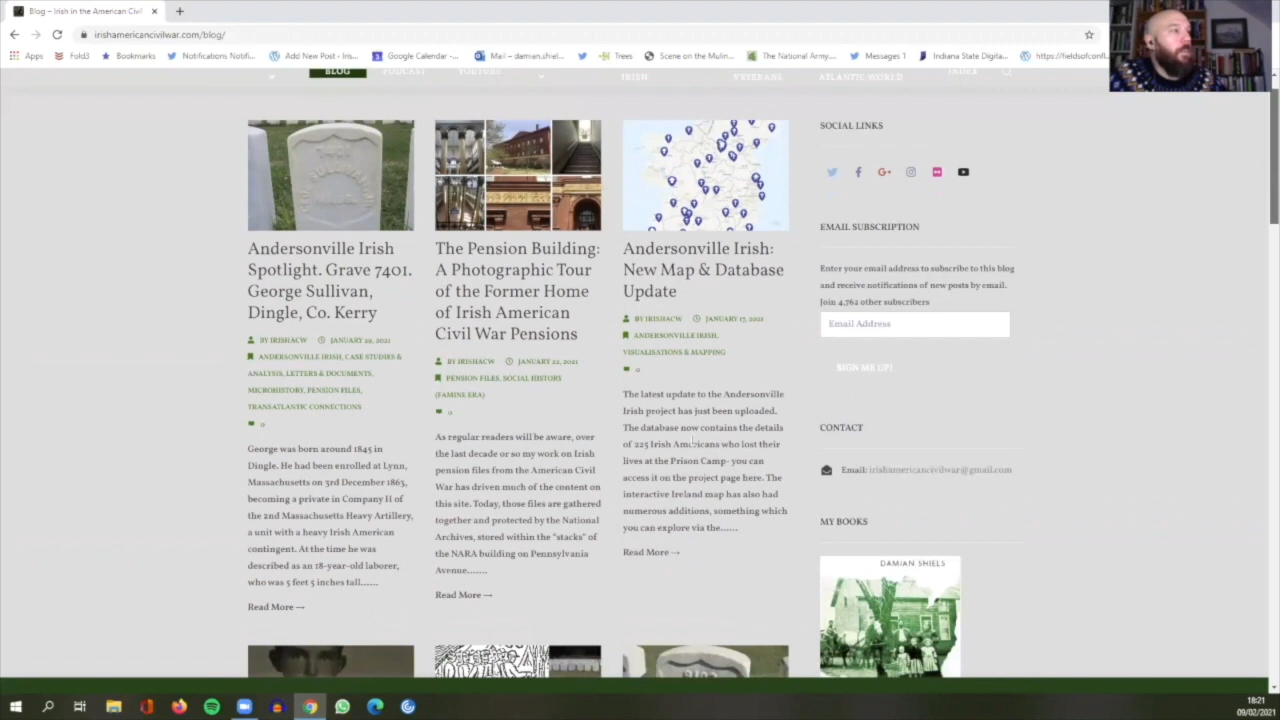 Blog – Irish in the American Civil
irishamericancivilwar.com/blog/
Apps Fold3 Bookmarks Notifications Notifi... Add New Post ‹ Iris... Google Calendar -... Mail – damian.shiel... Trees Scene on the Mulin... The National Army... Messages 1 Indiana State Digita... https://fieldsofconfl...
BLOG PODCAST YOUTUBE IRISH VETERANS ATLANTIC WORLD INDEX
Andersonville Irish
Spotlight. Grave 7401.
George Sullivan,
Dingle, Co. Kerry
BY IRISHACW JANUARY 29, 2021
ANDERSONVILLE IRISH, CASE STUDIES &
ANALYSIS, LETTERS & DOCUMENTS,
MICROHISTORY, PENSION FILES,
TRANSATLANTIC CONNECTIONS
0
George was born around 1845 in
Dingle. He had been enrolled at Lynn,
Massachusetts on 3rd December 1863,
becoming a private in Company H of
the 2nd Massachusetts Heavy Artillery,
a unit with a heavy Irish American
contingent. At the time he was
described as an 18-year-old laborer,
who was 5 feet 5 inches tall......
Read More →
The Pension Building:
A Photographic Tour
of the Former Home
of Irish American
Civil War Pensions
BY IRISHACW JANUARY 22, 2021
PENSION FILES, SOCIAL HISTORY
(FAMINE ERA)
0
As regular readers will be aware, over
the last decade or so my work on Irish
pension files from the American Civil
War has driven much of the content on
this site. Today, those files are gathered
together and protected by the National
Archives, stored within the "stacks" of
the NARA building on Pennsylvania
Avenue.......
Read More →
Andersonville Irish:
New Map & Database
Update
BY IRISHACW JANUARY 17, 2021
ANDERSONVILLE IRISH,
VISUALISATIONS & MAPPING
0
The latest update to the Andersonville
Irish project has just been uploaded.
The database now contains the details
of 225 Irish Americans who lost their
lives at the Prison Camp- you can
access it on the project page here. The
interactive Ireland map has also had
numerous additions, something which
you can explore via the......
Read More →
SOCIAL LINKS
EMAIL SUBSCRIPTION
Enter your email address to subscribe to this blog
and receive notifications of new posts by email.
Join 4,762 other subscribers
Email Address
SIGN ME UP!
CONTACT
Email: irishamericancivilwar@gmail.com
MY BOOKS
DAMIAN SHIELS
18:21
09/02/2021